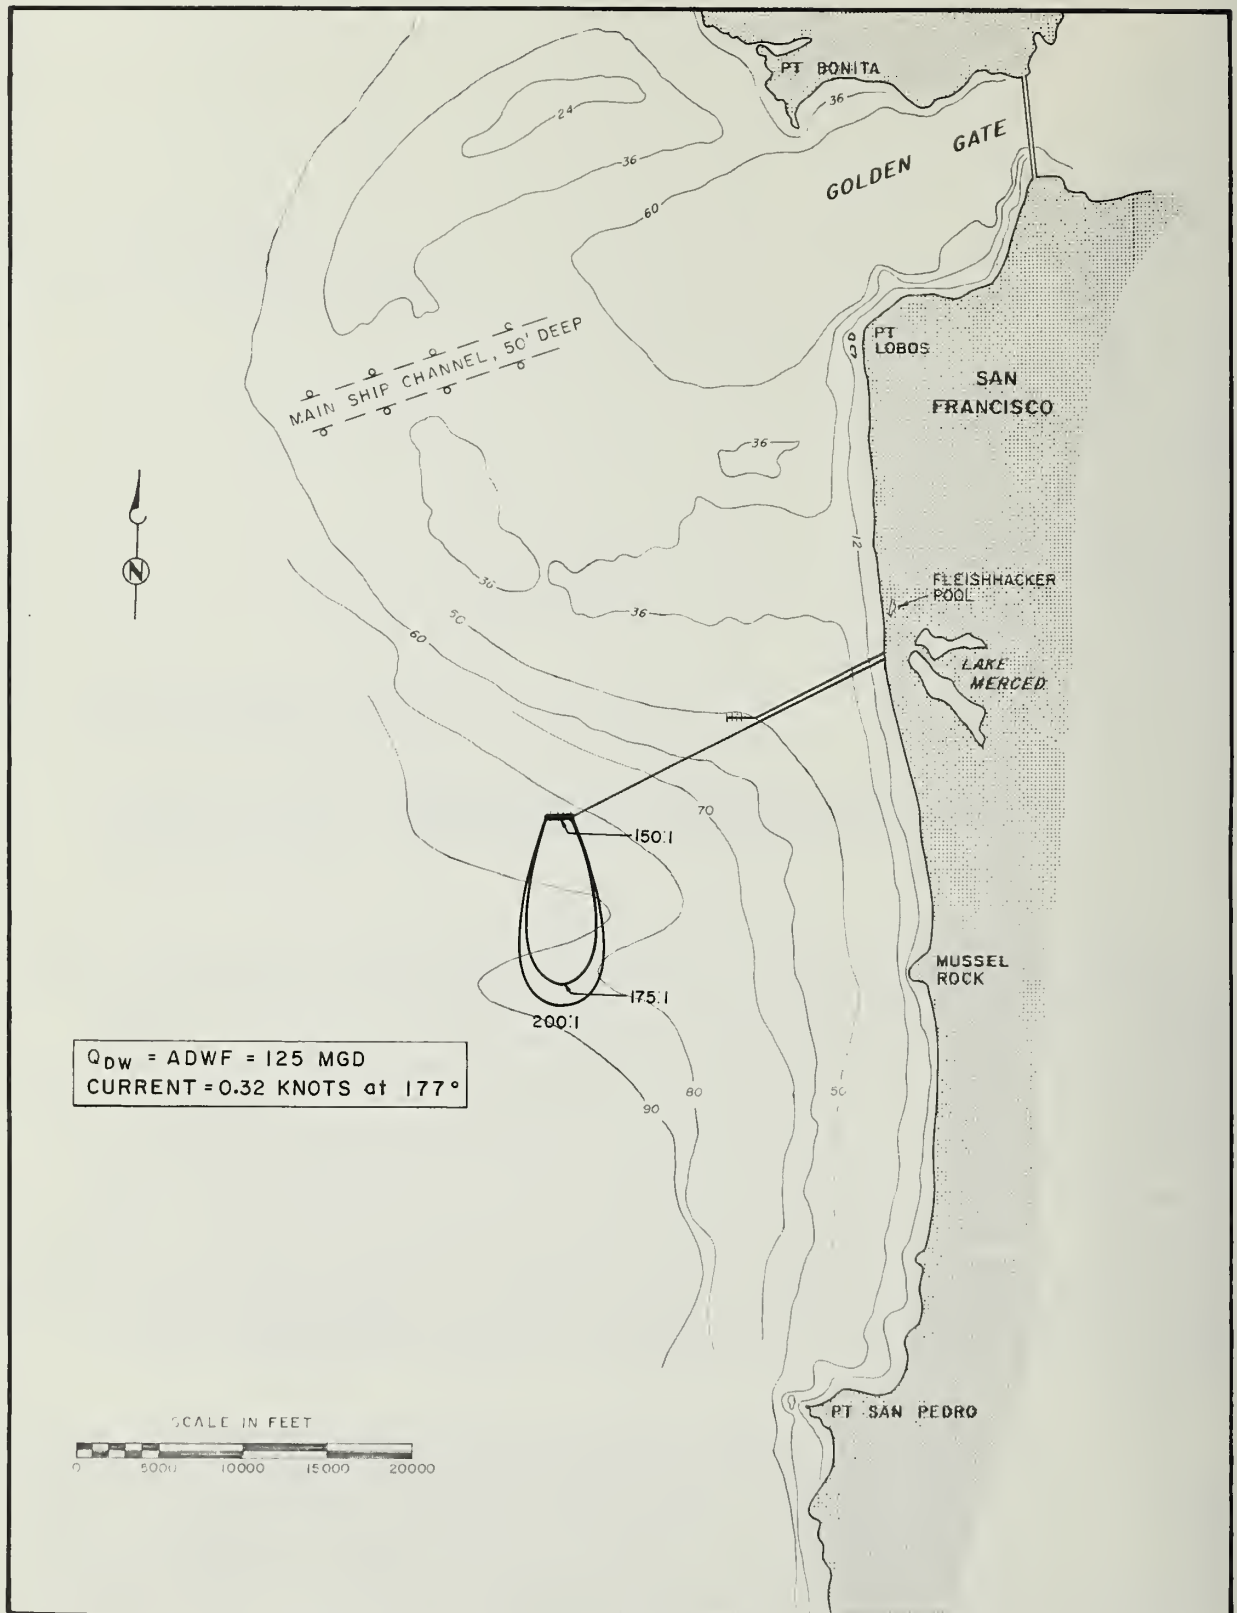 PT BONITA
36
24
GOLDEN GATE
36
60
MAIN SHIP CHANNEL, 50' DEEP
PT
LOBOS
SAN
FRANCISCO
36
12
N
36
FLEISHHACKER
POOL
50
36
60
LAKE
MERCED
70
150:1
MUSSEL
ROCK
175:1
200:1
QDW = ADWF = 125 MGD
CURRENT = 0.32 KNOTS at 177°
80
50
90
PT SAN PEDRO
SCALE IN FEET
0 5000 10000 15000 20000